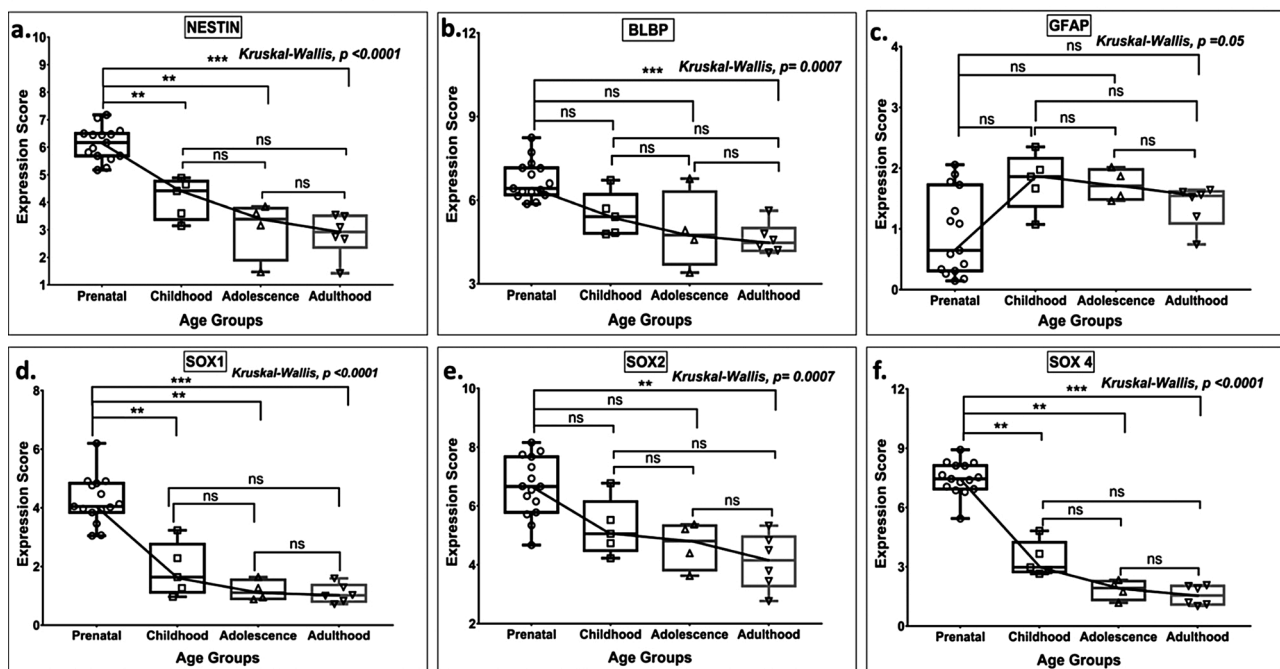 a.
NESTIN
Kruskal-Wallis, p <0.0001
***
**
**
ns
ns
ns
Expression Score
10
9
8
7
6
5
4
3
2
1
Prenatal Childhood Adolescence Adulthood
Age Groups
b.
BLBP
Kruskal-Wallis, p= 0.0007
***
ns
ns
ns
ns
ns
Expression Score
12
9
6
3
Prenatal Childhood Adolescence Adulthood
Age Groups
c.
GFAP
Kruskal-Wallis, p =0.05
ns
ns
ns
ns
ns
ns
Expression Score
4
3
2
1
0
Prenatal Childhood Adolescence Adulthood
Age Groups
d.
SOX1
Kruskal-Wallis, p <0.0001
***
**
**
ns
ns
ns
Expression Score
8
6
4
2
0
Prenatal Childhood Adolescence Adulthood
Age Groups
e.
SOX2
Kruskal-Wallis, p= 0.0007
**
ns
ns
ns
ns
ns
Expression Score
10
8
6
4
2
Prenatal Childhood Adolescence Adulthood
Age Groups
f.
SOX 4
Kruskal-Wallis, p <0.0001
***
**
**
ns
ns
ns
Expression Score
12
9
6
3
0
Prenatal Childhood Adolescence Adulthood
Age Groups